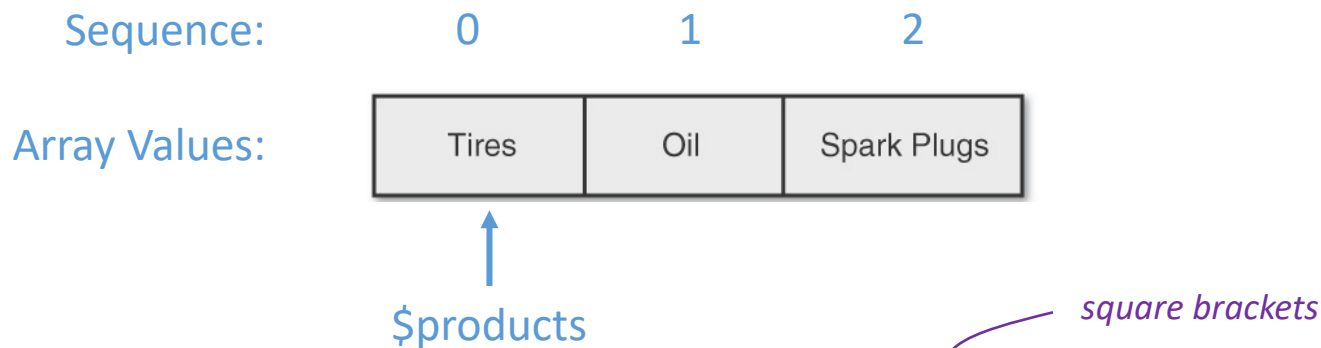 Sequence: 0 1 2
Array Values: Tires Oil Spark Plugs
$products
square brackets